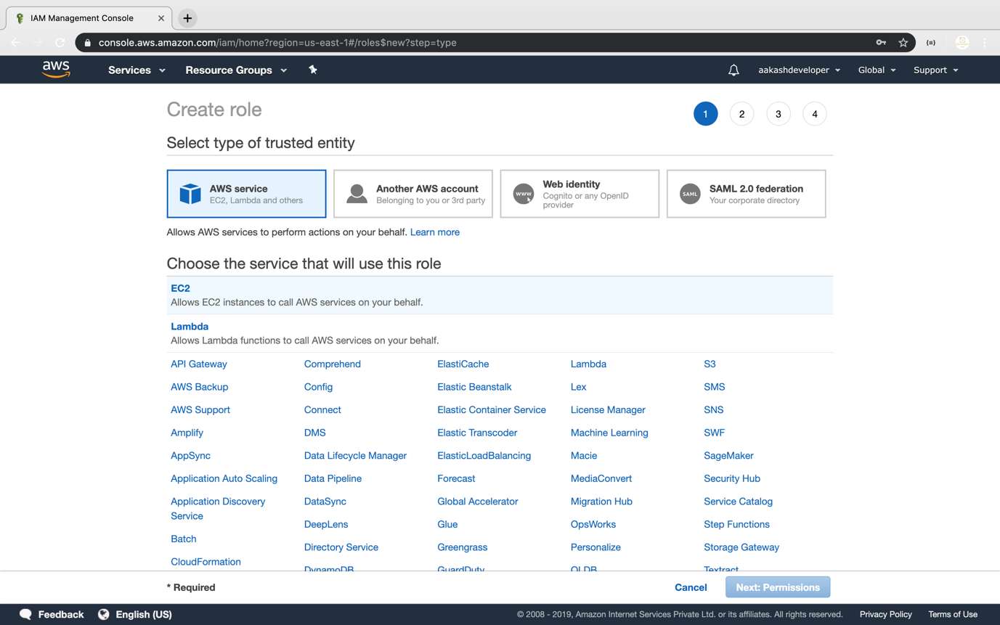 IAM Management Console
console.aws.amazon.com/iam/home?region=us-east-1#/roles$new?step=type
aws Services Resource Groups aakashdeveloper Global Support
Create role
1 2 3 4
Select type of trusted entity
AWS service
EC2, Lambda and others
Another AWS account
Belonging to you or 3rd party
www
Web identity
Cognito or any OpenID
provider
SAML
SAML 2.0 federation
Your corporate directory
Allows AWS services to perform actions on your behalf. Learn more
Choose the service that will use this role
EC2
Allows EC2 instances to call AWS services on your behalf.
Lambda
Allows Lambda functions to call AWS services on your behalf.
API Gateway Comprehend ElastiCache Lambda S3
AWS Backup Config Elastic Beanstalk Lex SMS
AWS Support Connect Elastic Container Service License Manager SNS
Amplify DMS Elastic Transcoder Machine Learning SWF
AppSync Data Lifecycle Manager ElasticLoadBalancing Macie SageMaker
Application Auto Scaling Data Pipeline Forecast MediaConvert Security Hub
Application Discovery DataSync Global Accelerator Migration Hub Service Catalog
Service
DeepLens Glue OpsWorks Step Functions
Batch Directory Service Greengrass Personalize Storage Gateway
CloudFormation DynamoDB GuardDuty QLDB Textract
* Required Cancel Next: Permissions
Feedback English (US) © 2008 - 2019, Amazon Internet Services Private Ltd. or its affiliates. All rights reserved. Privacy Policy Terms of Use